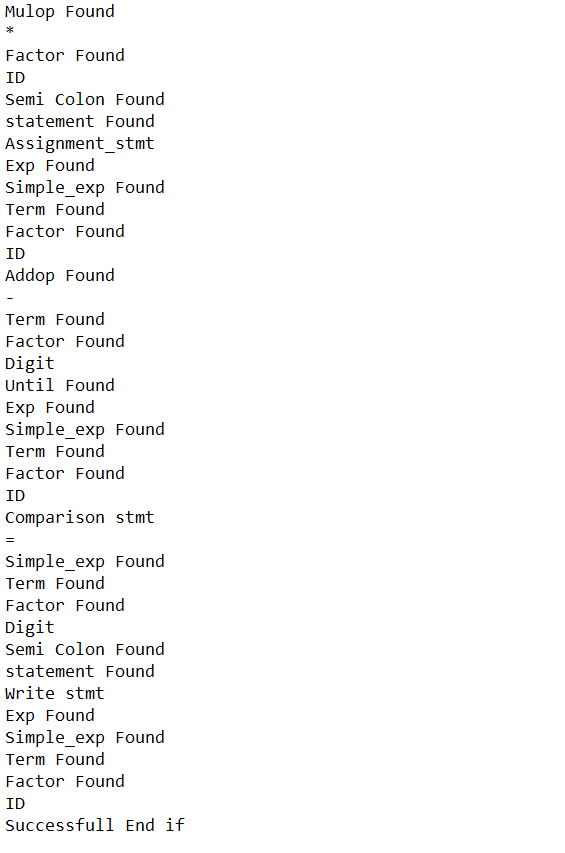 Mulop Found
*
Factor Found
ID
Semi Colon Found
statement Found
Assignment_stmt
Exp Found
Simple_exp Found
Term Found
Factor Found
ID
Addop Found
-
Term Found
Factor Found
Digit
Until Found
Exp Found
Simple_exp Found
Term Found
Factor Found
ID
Comparison stmt
=
Simple_exp Found
Term Found
Factor Found
Digit
Semi Colon Found
statement Found
Write stmt
Exp Found
Simple_exp Found
Term Found
Factor Found
ID
Successfull End if